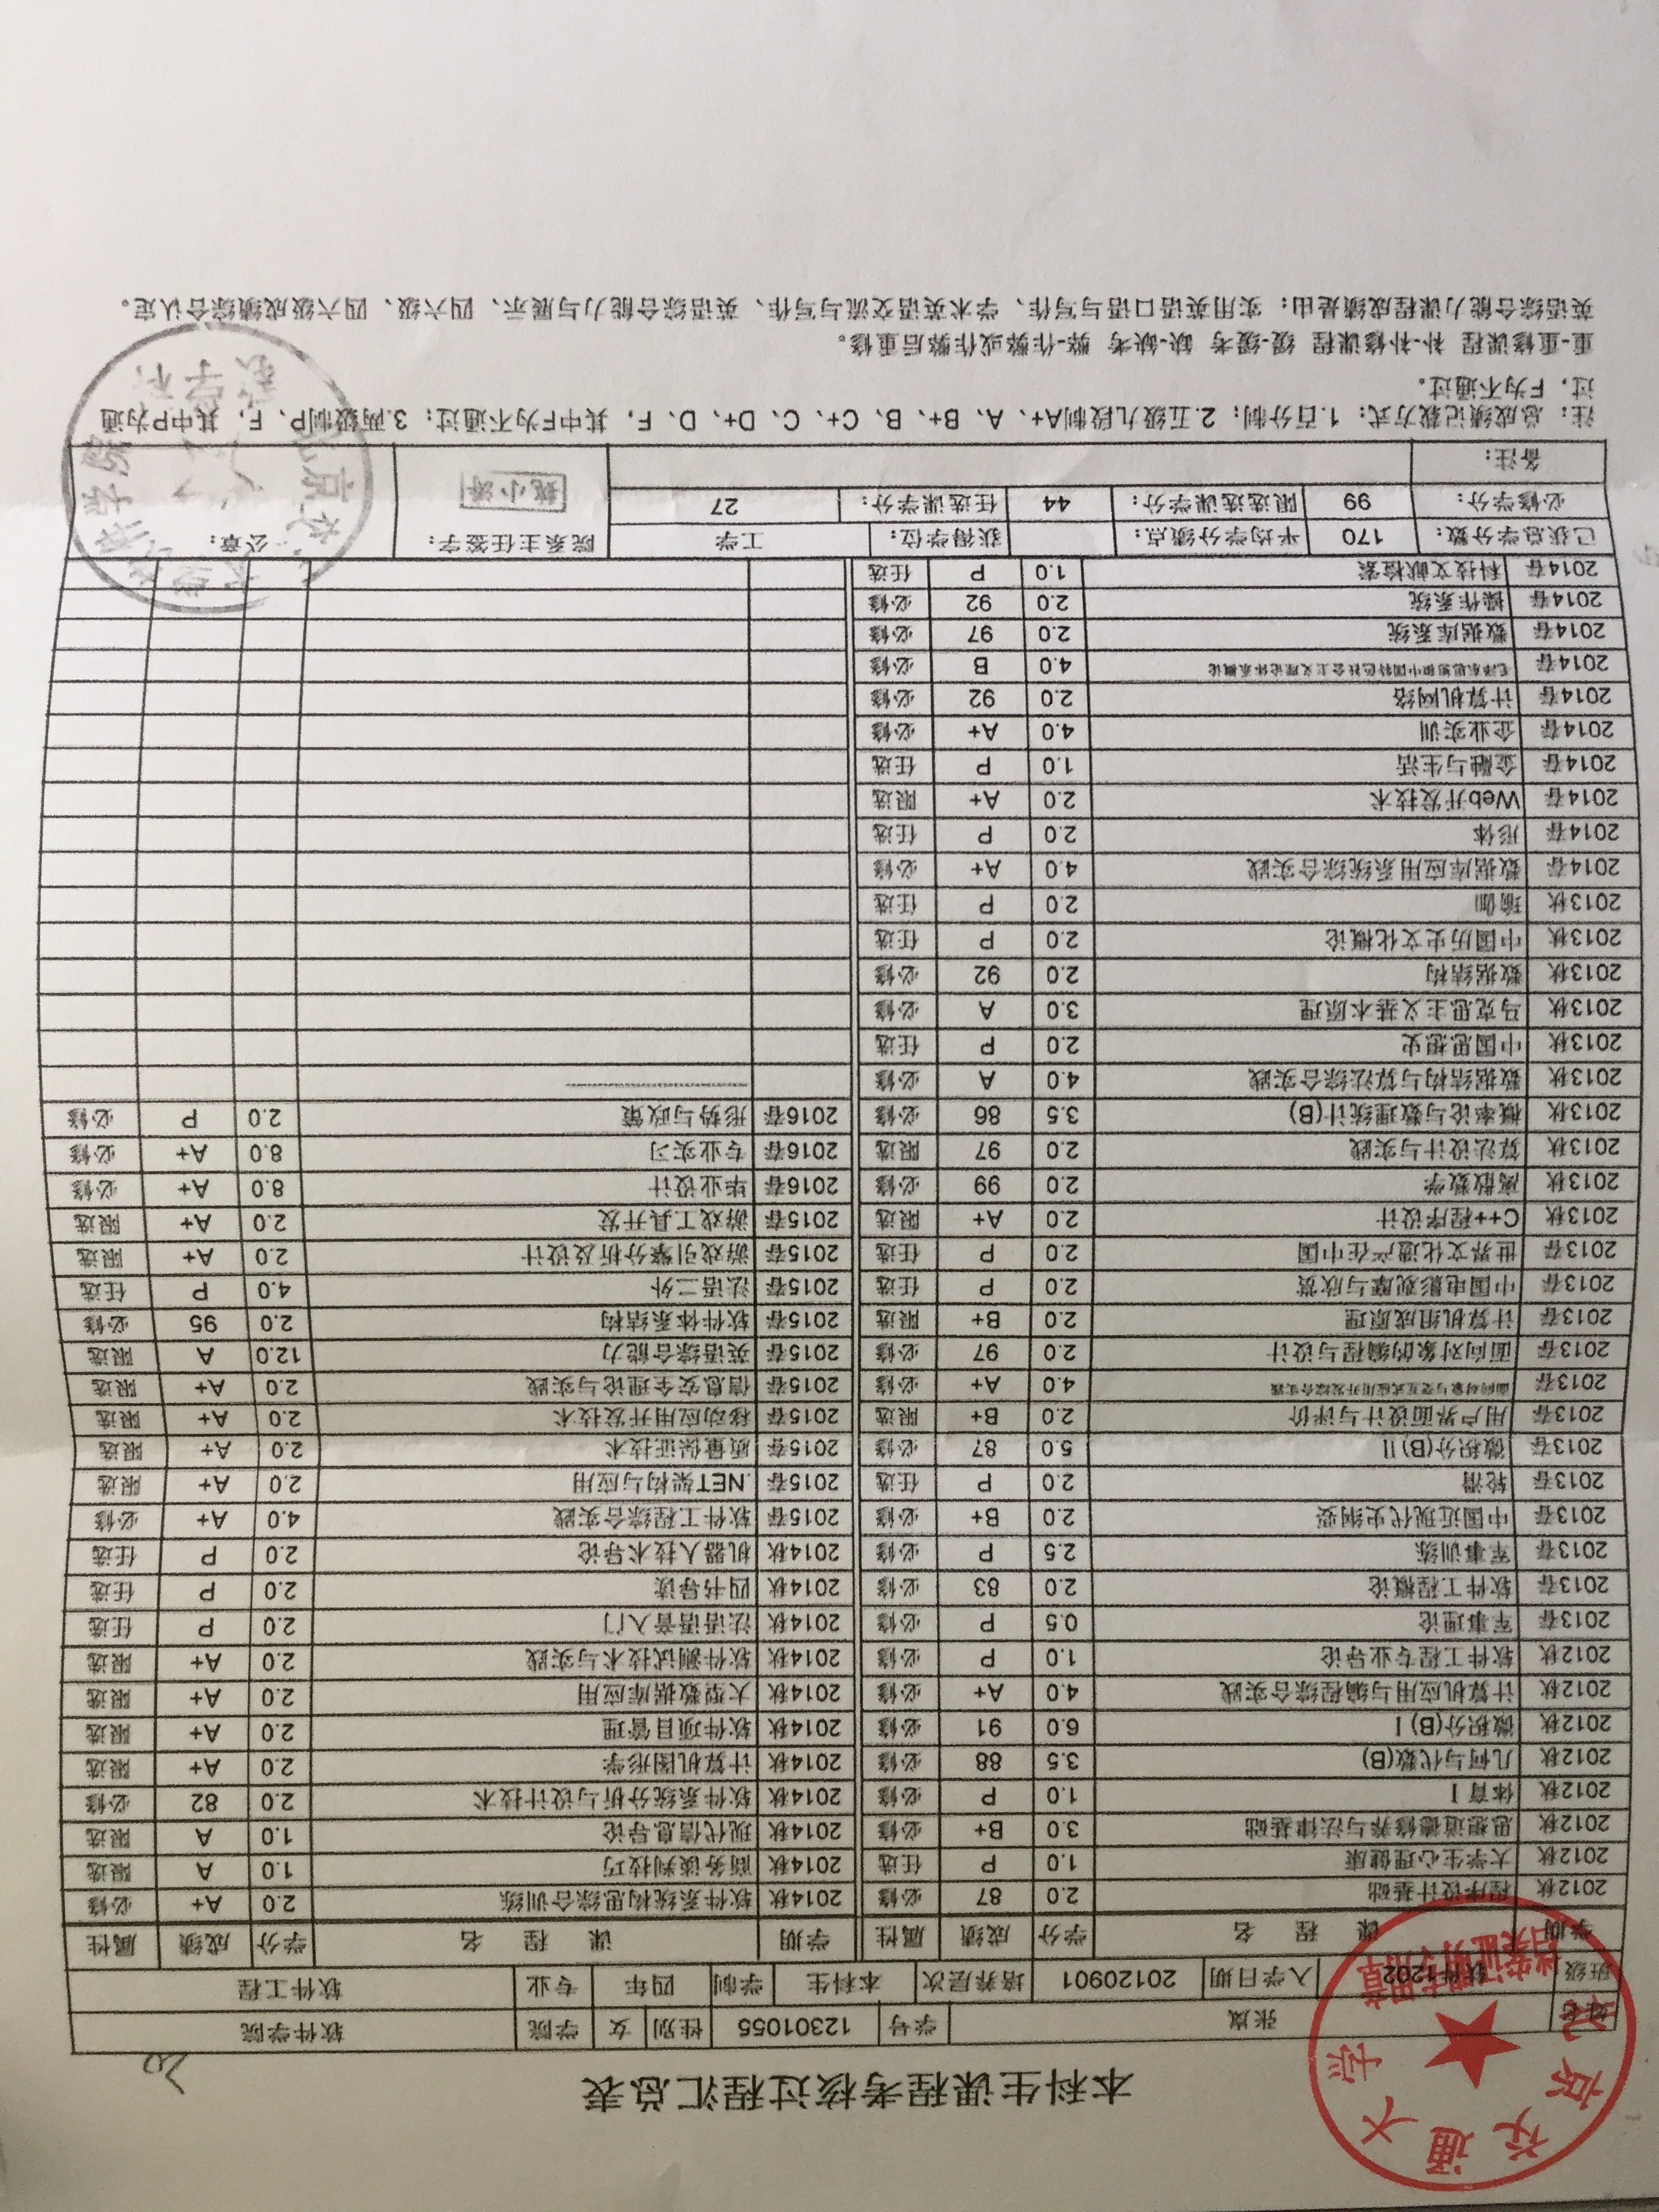 本科生课程考核过程汇总表
姓名 张岚 学号 12301055 性别 女 学院 软件学院
班级 软件1202 入学日期 20120901 培养层次 本科生 学制 四年 专业 软件工程
学期 课程名 学分 成绩 属性 学期 课程名 学分 成绩 属性
2012秋 程序设计基础 2.0 87 必修 2014秋 软件系统构思综合训练 2.0 A+ 必修
2012秋 大学生心理健康 1.0 P 任选 2014秋 商务谈判技巧 1.0 A 限选
2012秋 思想道德修养与法律基础 3.0 B+ 必修 2014秋 现代信息导论 1.0 A 限选
2012秋 体育 I 1.0 P 必修 2014秋 软件系统分析与设计技术 2.0 82 必修
2012秋 几何与代数(B) 3.5 88 必修 2014秋 计算机图形学 2.0 A+ 限选
2012秋 微积分(B) I 6.0 91 必修 2014秋 软件项目管理 2.0 A+ 限选
2012秋 计算机应用与编程综合实践 4.0 A+ 必修 2014秋 大型数据库应用 2.0 A+ 限选
2012秋 软件工程专业导论 1.0 P 必修 2014秋 软件测试技术与实践 2.0 A+ 限选
2013春 军事理论 0.5 P 必修 2014秋 法语语音入门 2.0 P 任选
2013春 软件工程概论 2.0 83 必修 2014秋 四书导读 2.0 P 任选
2013春 军事训练 2.5 P 必修 2014秋 机器人技术导论 2.0 P 任选
2013春 中国近现代史纲要 2.0 B+ 必修 2015春 软件工程综合实践 4.0 A+ 必修
2013春 轮滑 2.0 P 任选 2015春 .NET架构与应用 2.0 A+ 限选
2013春 微积分(B) II 5.0 87 必修 2015春 质量保证技术 2.0 A+ 限选
2013春 用户界面设计与评价 2.0 B+ 限选 2015春 移动应用开发技术 2.0 A+ 限选
2013春 面向对象与交互式应用开发综合实践 4.0 A+ 必修 2015春 信息安全理论与实践 2.0 A+ 限选
2013春 面向对象的编程与设计 2.0 97 必修 2015春 英语综合能力 12.0 A 限选
2013春 计算机组成原理 2.0 B+ 限选 2015春 软件体系结构 2.0 95 必修
2013春 中国电影观摩与欣赏 2.0 P 任选 2015春 法语二外 4.0 P 任选
2013春 世界文化遗产在中国 2.0 P 任选 2015春 游戏引擎分析及设计 2.0 A+ 限选
2013秋 C++程序设计 2.0 A+ 限选 2015春 游戏工具开发 2.0 A+ 限选
2013秋 离散数学 2.0 99 必修 2016春 毕业设计 8.0 A+ 必修
2013秋 算法设计与实践 2.0 97 限选 2016春 专业实习 8.0 A+ 必修
2013秋 概率论与数理统计(B) 3.5 86 必修 2016春 形势与政策 2.0 P 必修
2013秋 数据结构与算法综合实践 4.0 A 必修
2013秋 中国思想史 2.0 P 任选
2013秋 马克思主义基本原理 3.0 A 必修
2013秋 数据结构 2.0 92 必修
2013秋 中国历史文化概论 2.0 P 任选
2013秋 瑜伽 2.0 P 任选
2014春 数据库应用系统综合实践 4.0 A+ 必修
2014春 形体 2.0 P 任选
2014春 Web开发技术 2.0 A+ 限选
2014春 金融与生活 1.0 P 任选
2014春 企业实训 4.0 A+ 必修
2014春 计算机网络 2.0 92 必修
2014春 毛泽东思想和中国特色社会主义理论体系概论 4.0 B 必修
2014春 数据库系统 2.0 97 必修
2014春 操作系统 2.0 92 必修
2014春 科技文献检索 1.0 P 任选
已获总学分数: 170 平均学分绩点: 获得学位: 工学 院系主任签字: 公章:
必修学分: 99 限选课学分: 44 任选课学分: 27
备注:
注: 总成绩记载方式: 1.百分制; 2.五级九段制A+、A、B+、B、C+、C、D+、D、F, 其中F为不通过; 3.两级制P、F, 其中P为通
过, F为不通过。
重-重修课程 补-补修课程 缓-缓考 缺-缺考 弊-作弊或作弊后重修。
英语综合能力课程成绩是由: 实用英语口语与写作、学术英语交流与写作、英语综合能力与展示、四六级、四六级成绩综合认定。
北京交通大学档案馆
档案证明专用章